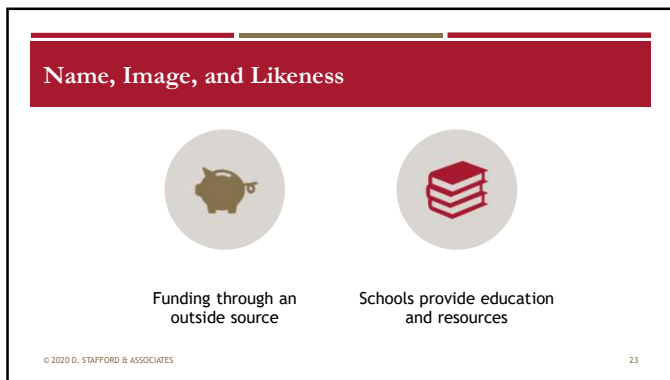 Name, Image, and Likeness
Funding through an
outside source
Schools provide education
and resources
© 2020 D. STAFFORD & ASSOCIATES
23